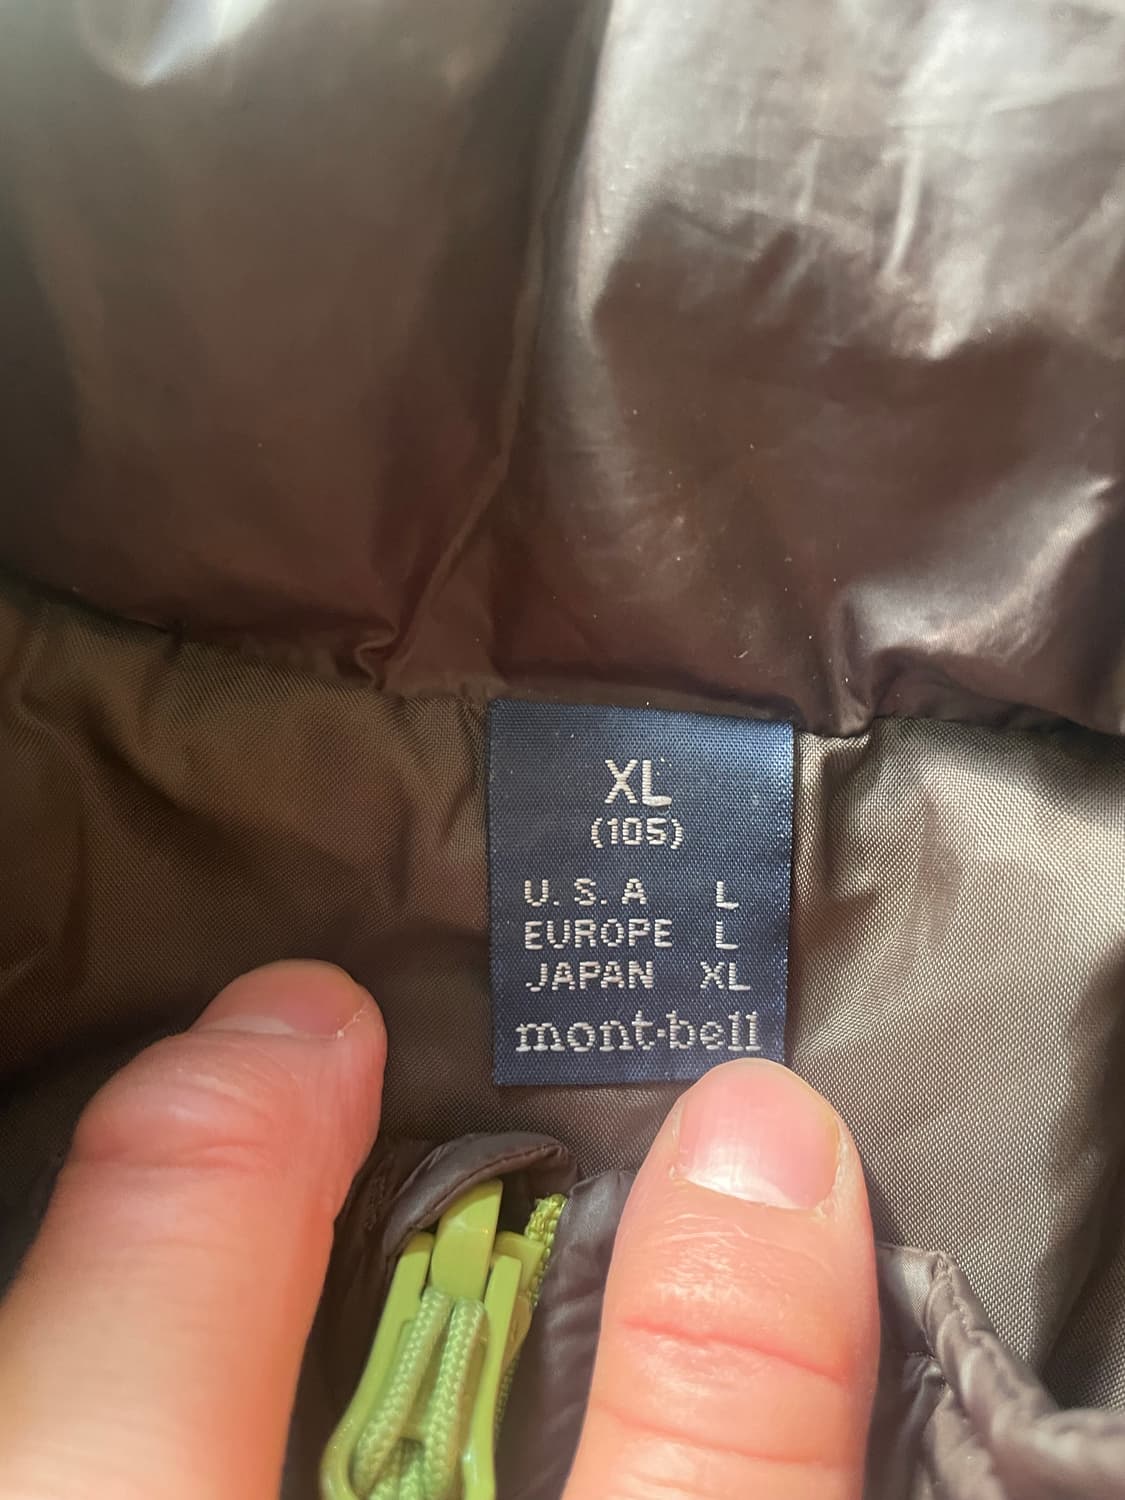 XL
(105)
U.S.A L
EUROPE L
JAPAN XL
mont-bell